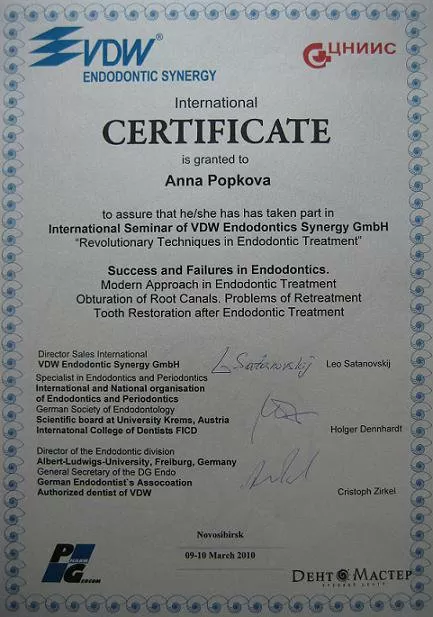 VDW®
ENDODONTIC SYNERGY
ЦНИИС
International
CERTIFICATE
is granted to
Anna Popkova
to assure that he/she has has taken part in
International Seminar of VDW Endodontics Synergy GmbH
“Revolutionary Techniques in Endodontic Treatment”
Success and Failures in Endodontics.
Modern Approach in Endodontic Treatment
Obturation of Root Canals. Problems of Retreatment
Tooth Restoration after Endodontic Treatment
Director Sales International
VDW Endodontic Synergy GmbH
L Satanovskij
Leo Satanovskij
Specialist in Endodontics and Periodontics
International and National organisation
of Endodontics and Periodontics
German Society of Endodontology
Scientific board at University Krems, Austria
Internatonal College of Dentists FICD
Holger Dennhardt
Director of the Endodontic division
Albert-Ludwigs-University, Freiburg, Germany
General Secretary of the DG Endo
German Endodontist`s Assocoation
Authorized dentist of VDW
Cristoph Zirkel
Novosibirsk
09-10 March 2010
ДЕНТ МАСТЕР